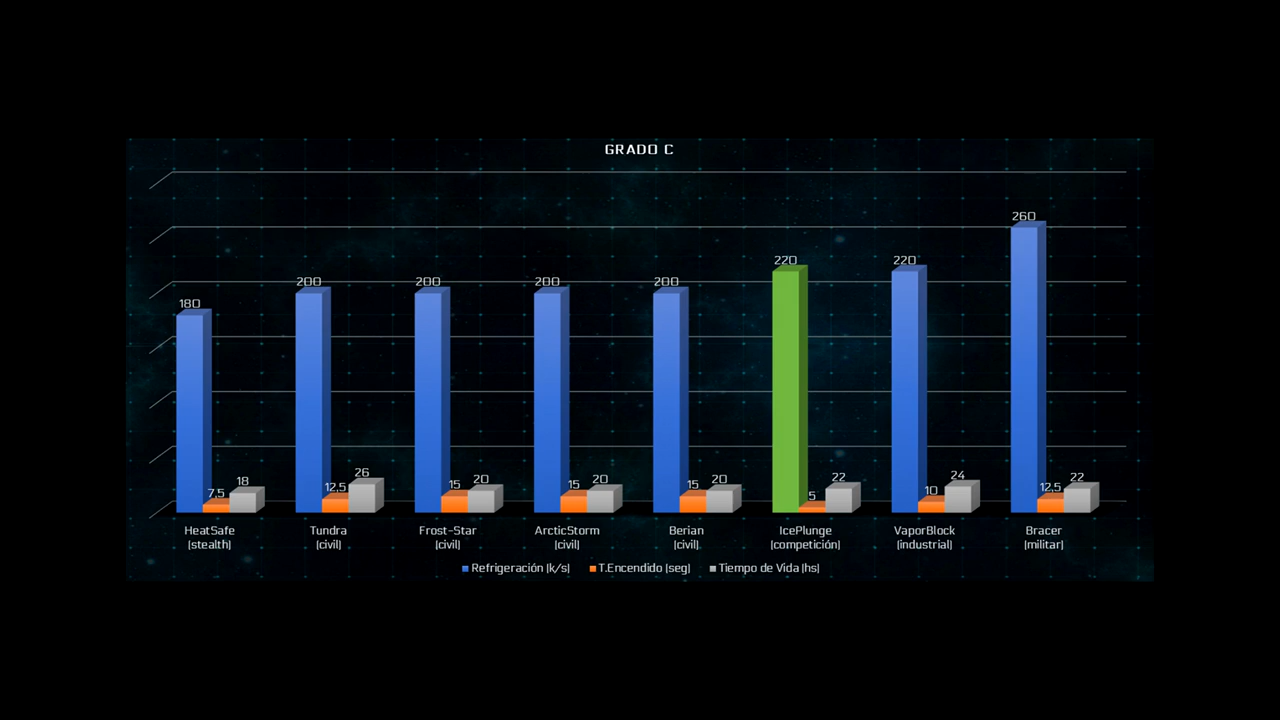 GRADO C
260
220
220
200
200
200
200
180
26
24
22
22
20
20
20
18
15
15
15
12,5
12,5
10
7,5
5
HeatSafe
(stealth)
Tundra
(civil)
Frost-Star
(civil)
ArcticStorm
(civil)
Berian
(civil)
IcePlunge
(competición)
VaporBlock
(industrial)
Bracer
(militar)
Refrigeración (k/s) T.Encendido (seg) Tiempo de Vida (hs)